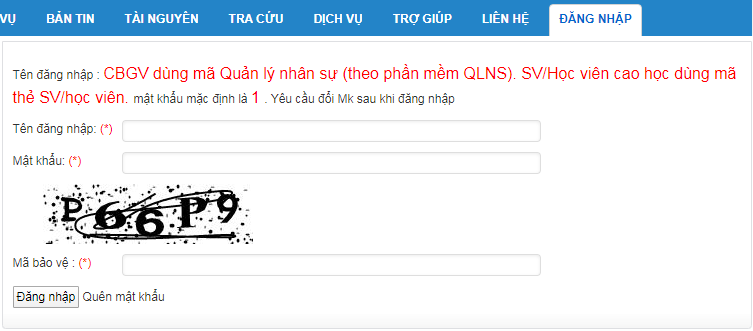 VỤ BẢN TIN TÀI NGUYÊN TRA CỨU DỊCH VỤ TRỢ GIÚP LIÊN HỆ ĐĂNG NHẬP
Tên đăng nhập : CBGV dùng mã Quản lý nhân sự (theo phần mềm QLNS). SV/Học viên cao học dùng mã
thẻ SV/học viên. mật khẩu mặc định là 1 . Yêu cầu đổi Mk sau khi đăng nhập
Tên đăng nhập: (*)
Mật khẩu: (*)
P66P9
Mã bảo vệ : (*)
Đăng nhập Quên mật khẩu